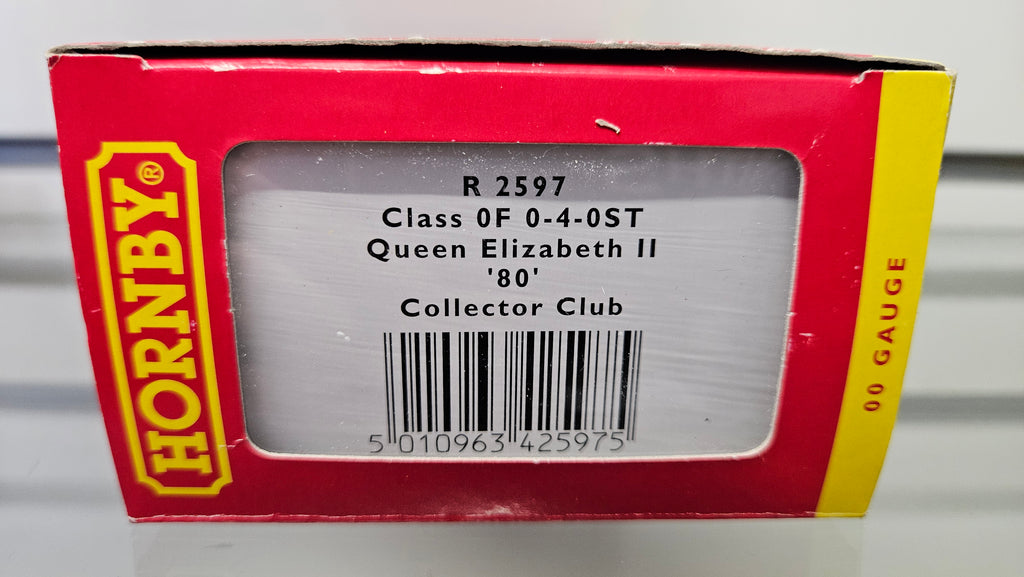 HORNBY®
R 2597
Class 0F 0-4-0ST
Queen Elizabeth II
'80'
Collector Club
5 010963 425975
00 GAUGE